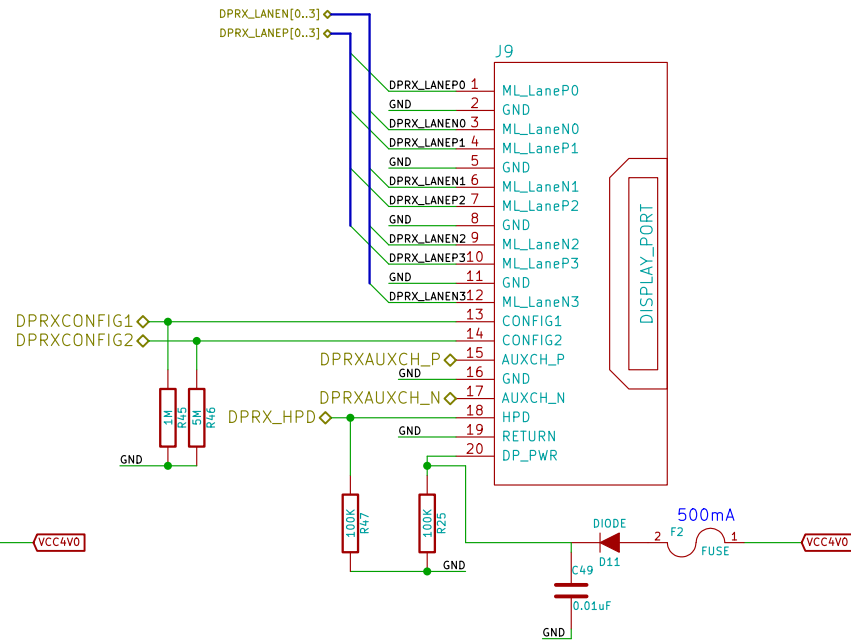 DPRX_LANEN[0..3]
DPRX_LANEP[0..3]
J9
DPRX_LANEP0 1 ML_LaneP0
GND 2 GND
DPRX_LANEN0 3 ML_LaneN0
DPRX_LANEP1 4 ML_LaneP1
GND 5 GND
DPRX_LANEN1 6 ML_LaneN1
DPRX_LANEP2 7 ML_LaneP2
GND 8 GND
DPRX_LANEN2 9 ML_LaneN2
DPRX_LANEP3 10 ML_LaneP3
GND 11 GND
DPRX_LANEN3 12 ML_LaneN3
DISPLAY_PORT
DPRXCONFIG1 13 CONFIG1
DPRXCONFIG2 14 CONFIG2
DPRXAUXCH_P 15 AUXCH_P
GND 16 GND
DPRXAUXCH_N 17 AUXCH_N
DPRX_HPD 18 HPD
GND 19 RETURN
20 DP_PWR
1M R45
5M R46
GND
100K R47
100K R25
GND
VCC4V0
DIODE
D11
500mA
2 F2 FUSE 1
VCC4V0
C49
0.01uF
GND